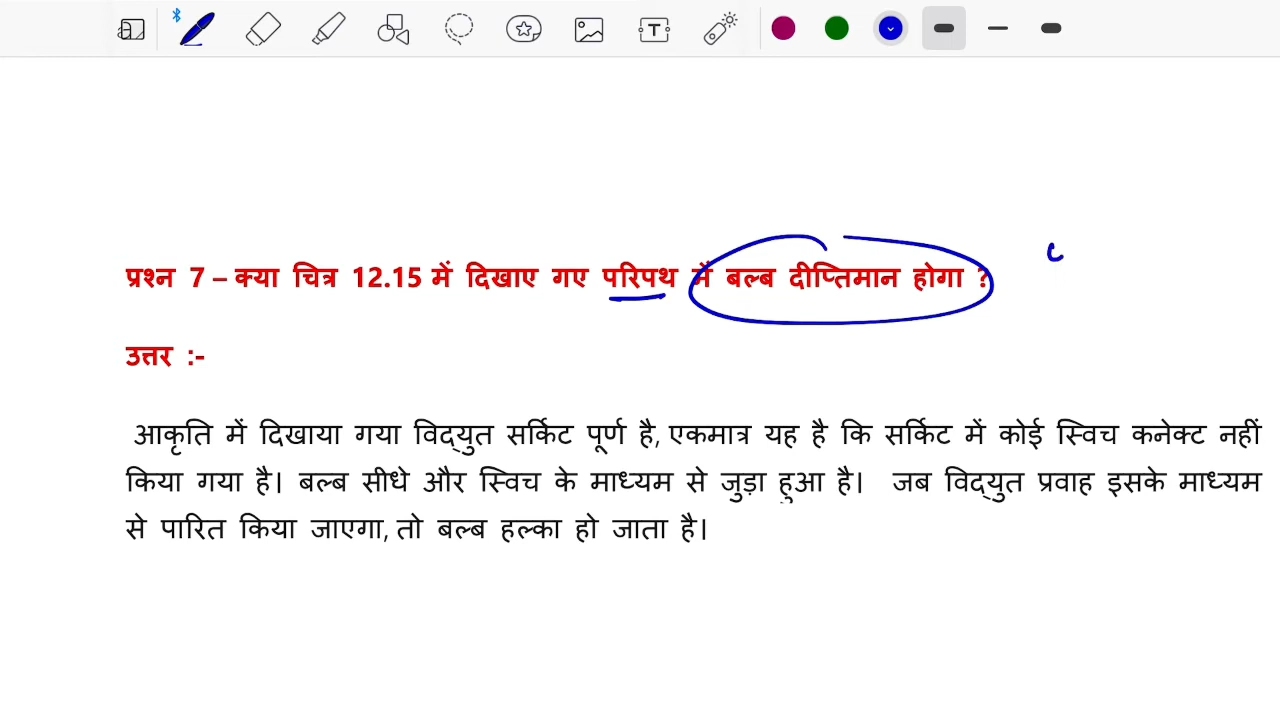 प्रश्न 7 – क्या चित्र 12.15 में दिखाए गए परिपथ में बल्ब दीप्तिमान होगा ?
उत्तर :-
आकृति में दिखाया गया विद्युत सर्किट पूर्ण है, एकमात्र यह है कि सर्किट में कोई स्विच कनेक्ट नहीं
किया गया है। बल्ब सीधे और स्विच के माध्यम से जुड़ा हुआ है। जब विद्युत प्रवाह इसके माध्यम
से पारित किया जाएगा, तो बल्ब हल्का हो जाता है।